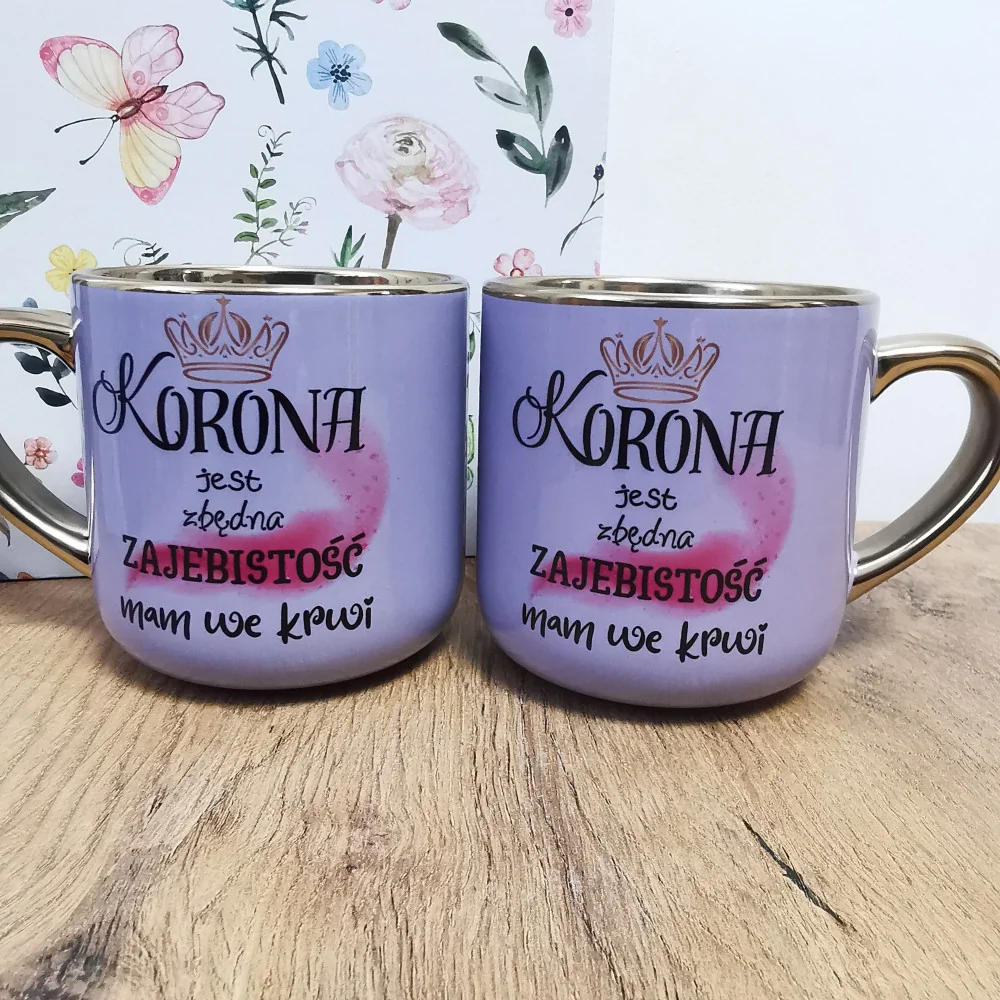 KORONA
jest
zbędna
ZAJEBISTOŚĆ
mam we krwi
KORONA
jest
zbędna
ZAJEBISTOŚĆ
mam we krwi